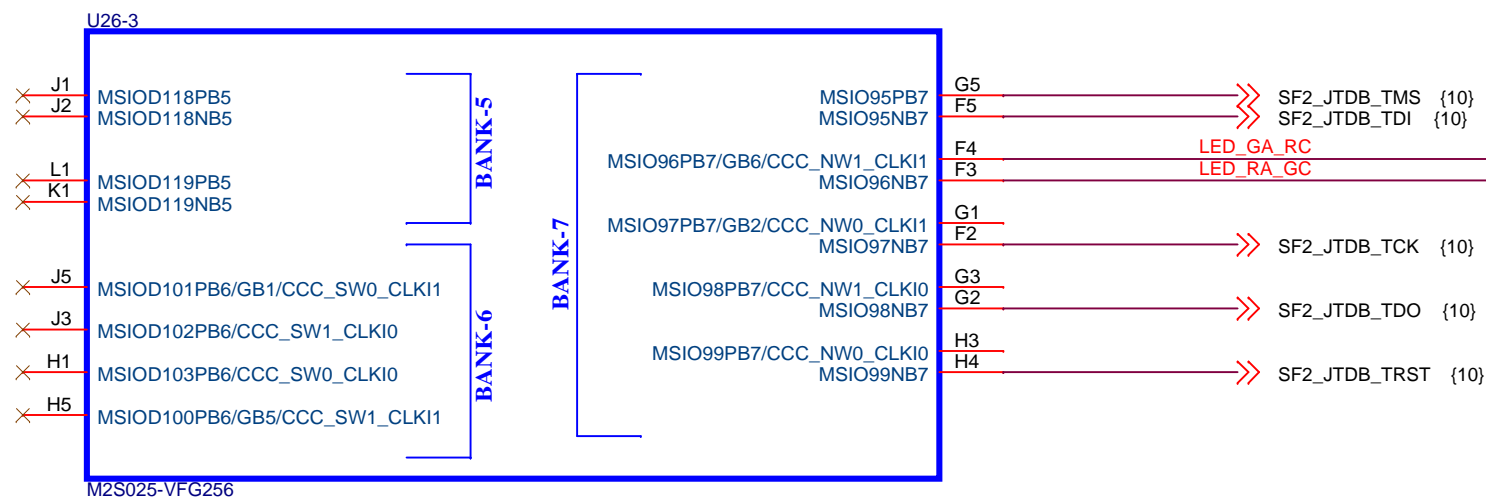 U26-3
J1 MSIOD118PB5
J2 MSIOD118NB5
L1 MSIOD119PB5
K1 MSIOD119NB5
BANK-5
J5 MSIOD101PB6/GB1/CCC_SW0_CLKI1
J3 MSIOD102PB6/CCC_SW1_CLKI0
H1 MSIOD103PB6/CCC_SW0_CLKI0
H5 MSIOD100PB6/GB5/CCC_SW1_CLKI1
BANK-6
BANK-7
MSIO95PB7 G5 SF2_JTDB_TMS {10}
MSIO95NB7 F5 SF2_JTDB_TDI {10}
MSIO96PB7/GB6/CCC_NW1_CLKI1 F4 LED_GA_RC
MSIO96NB7 F3 LED_RA_GC
MSIO97PB7/GB2/CCC_NW0_CLKI1 G1
MSIO97NB7 F2 SF2_JTDB_TCK {10}
MSIO98PB7/CCC_NW1_CLKI0 G3
MSIO98NB7 G2 SF2_JTDB_TDO {10}
MSIO99PB7/CCC_NW0_CLKI0 H3
MSIO99NB7 H4 SF2_JTDB_TRST {10}
M2S025-VFG256